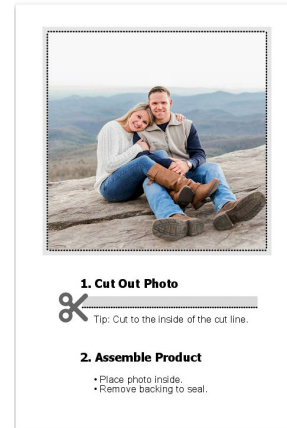 1. Cut Out Photo
Tip: Cut to the inside of the cut line.
2. Assemble Product
• Place photo inside.
• Remove backing to seal.